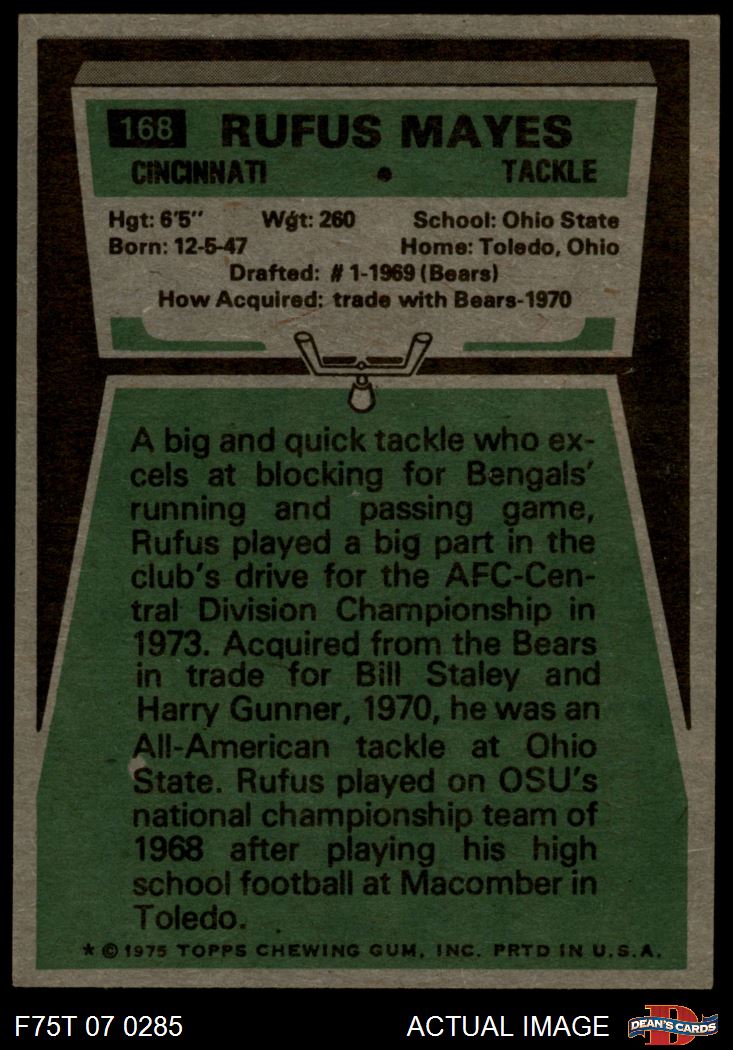 168 RUFUS MAYES
CINCINNATI • TACKLE
Hgt: 6'5" Wgt: 260 School: Ohio State
Born: 12-5-47 Home: Toledo, Ohio
Drafted: # 1-1969 (Bears)
How Acquired: trade with Bears-1970
A big and quick tackle who ex-
cels at blocking for Bengals'
running and passing game,
Rufus played a big part in the
club's drive for the AFC-Cen-
tral Division Championship in
1973. Acquired from the Bears
in trade for Bill Staley and
Harry Gunner, 1970, he was an
All-American tackle at Ohio
State. Rufus played on OSU's
national championship team of
1968 after playing his high
school football at Macomber in
Toledo.
* © 1975 TOPPS CHEWING GUM, INC. PRTD IN U.S.A.
F75T 07 0285 ACTUAL IMAGE D DEAN'S CARDS